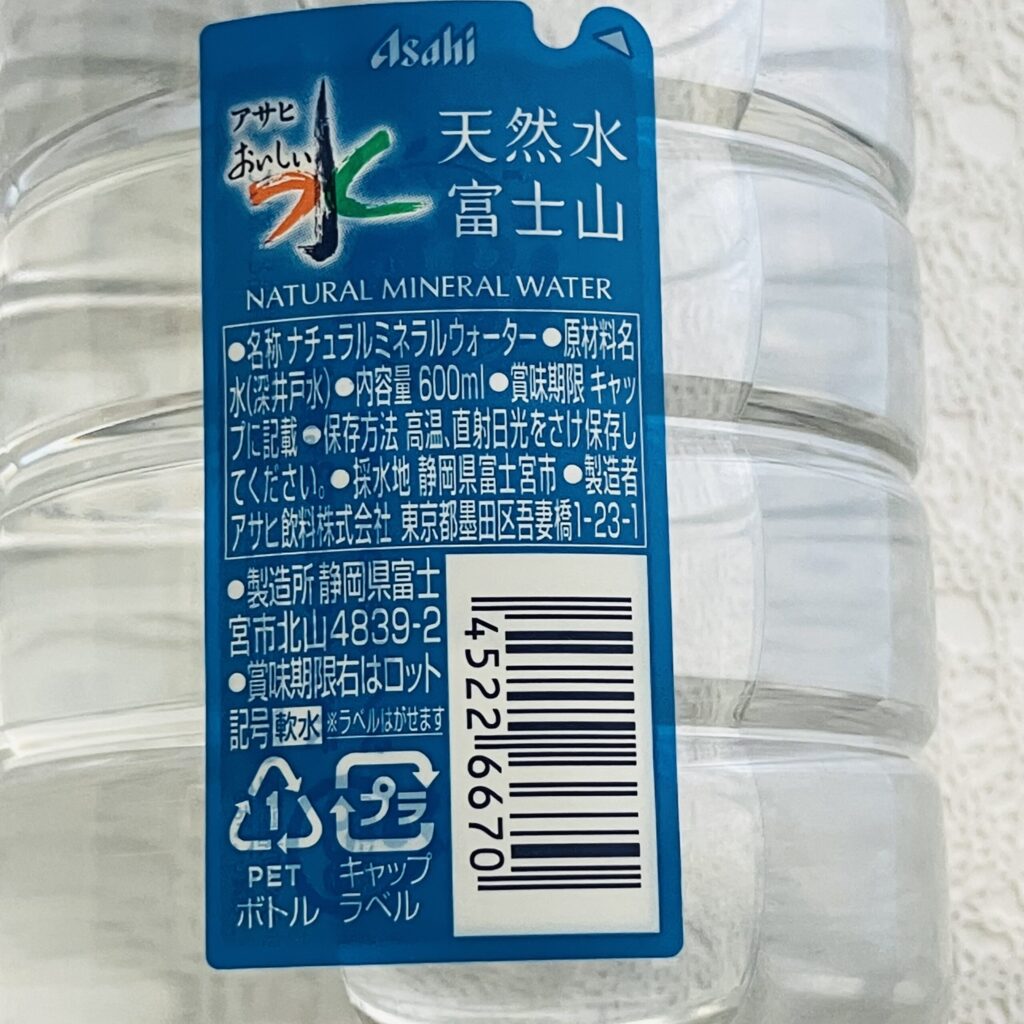 Asahi
アサヒ
おいしい
水
天然水
富士山
NATURAL MINERAL WATER
●名称 ナチュラルミネラルウォーター ●原材料名
水(深井戸水) ●内容量 600ml ●賞味期限 キャッ
プに記載 ●保存方法 高温、直射日光をさけ保存し
てください。 ●採水地 静岡県富士宮市 ●製造者
アサヒ飲料株式会社 東京都墨田区吾妻橋1-23-1
●製造所 静岡県富士
宮市北山4839-2
●賞味期限右はロット
記号 軟水 ※ラベルはがせます
1
PET
ボトル
プラ
キャップ
ラベル
45226670